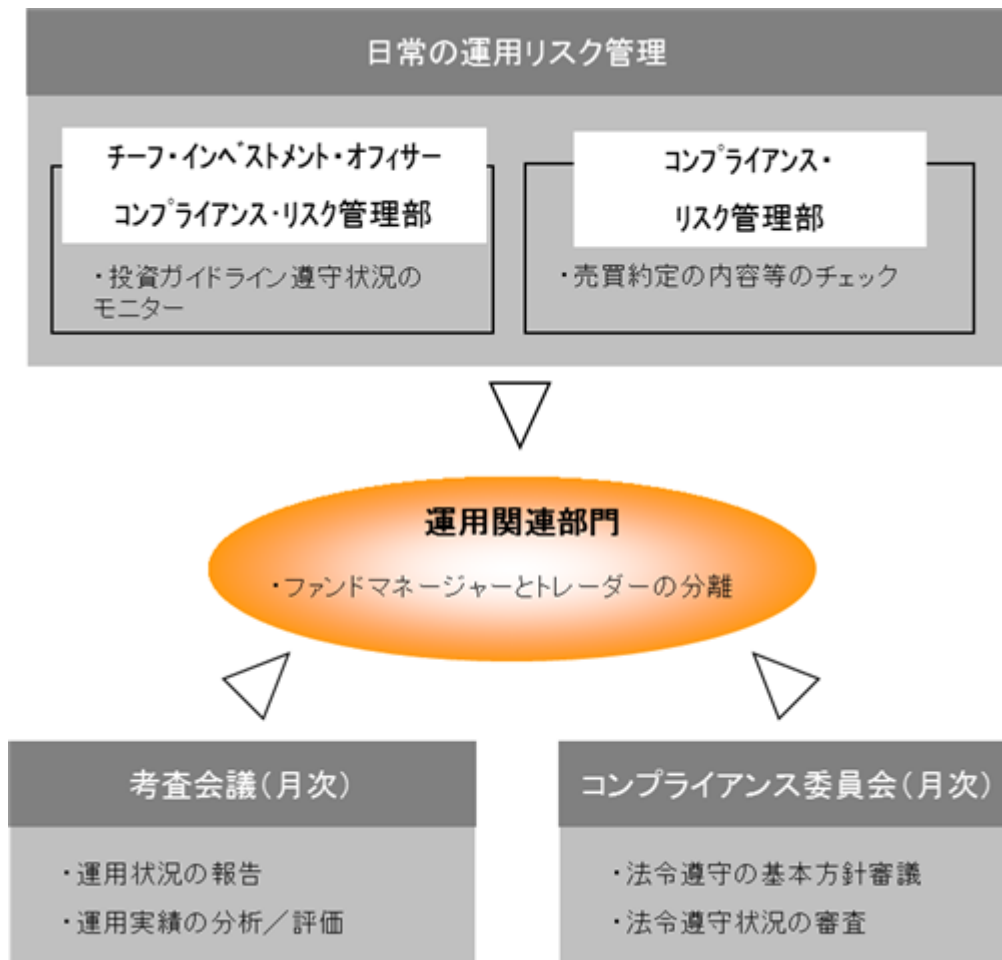 日常の運用リスク管理
チーフ・インベストメント・オフィサー
コンプライアンス・リスク管理部
・投資ガイドライン遵守状況の
モニター
コンプライアンス・
リスク管理部
・売買約定の内容等のチェック
運用関連部門
・ファンドマネージャーとトレーダーの分離
考査会議(月次)
・運用状況の報告
・運用実績の分析／評価
コンプライアンス委員会(月次)
・法令遵守の基本方針審議
・法令遵守状況の審査